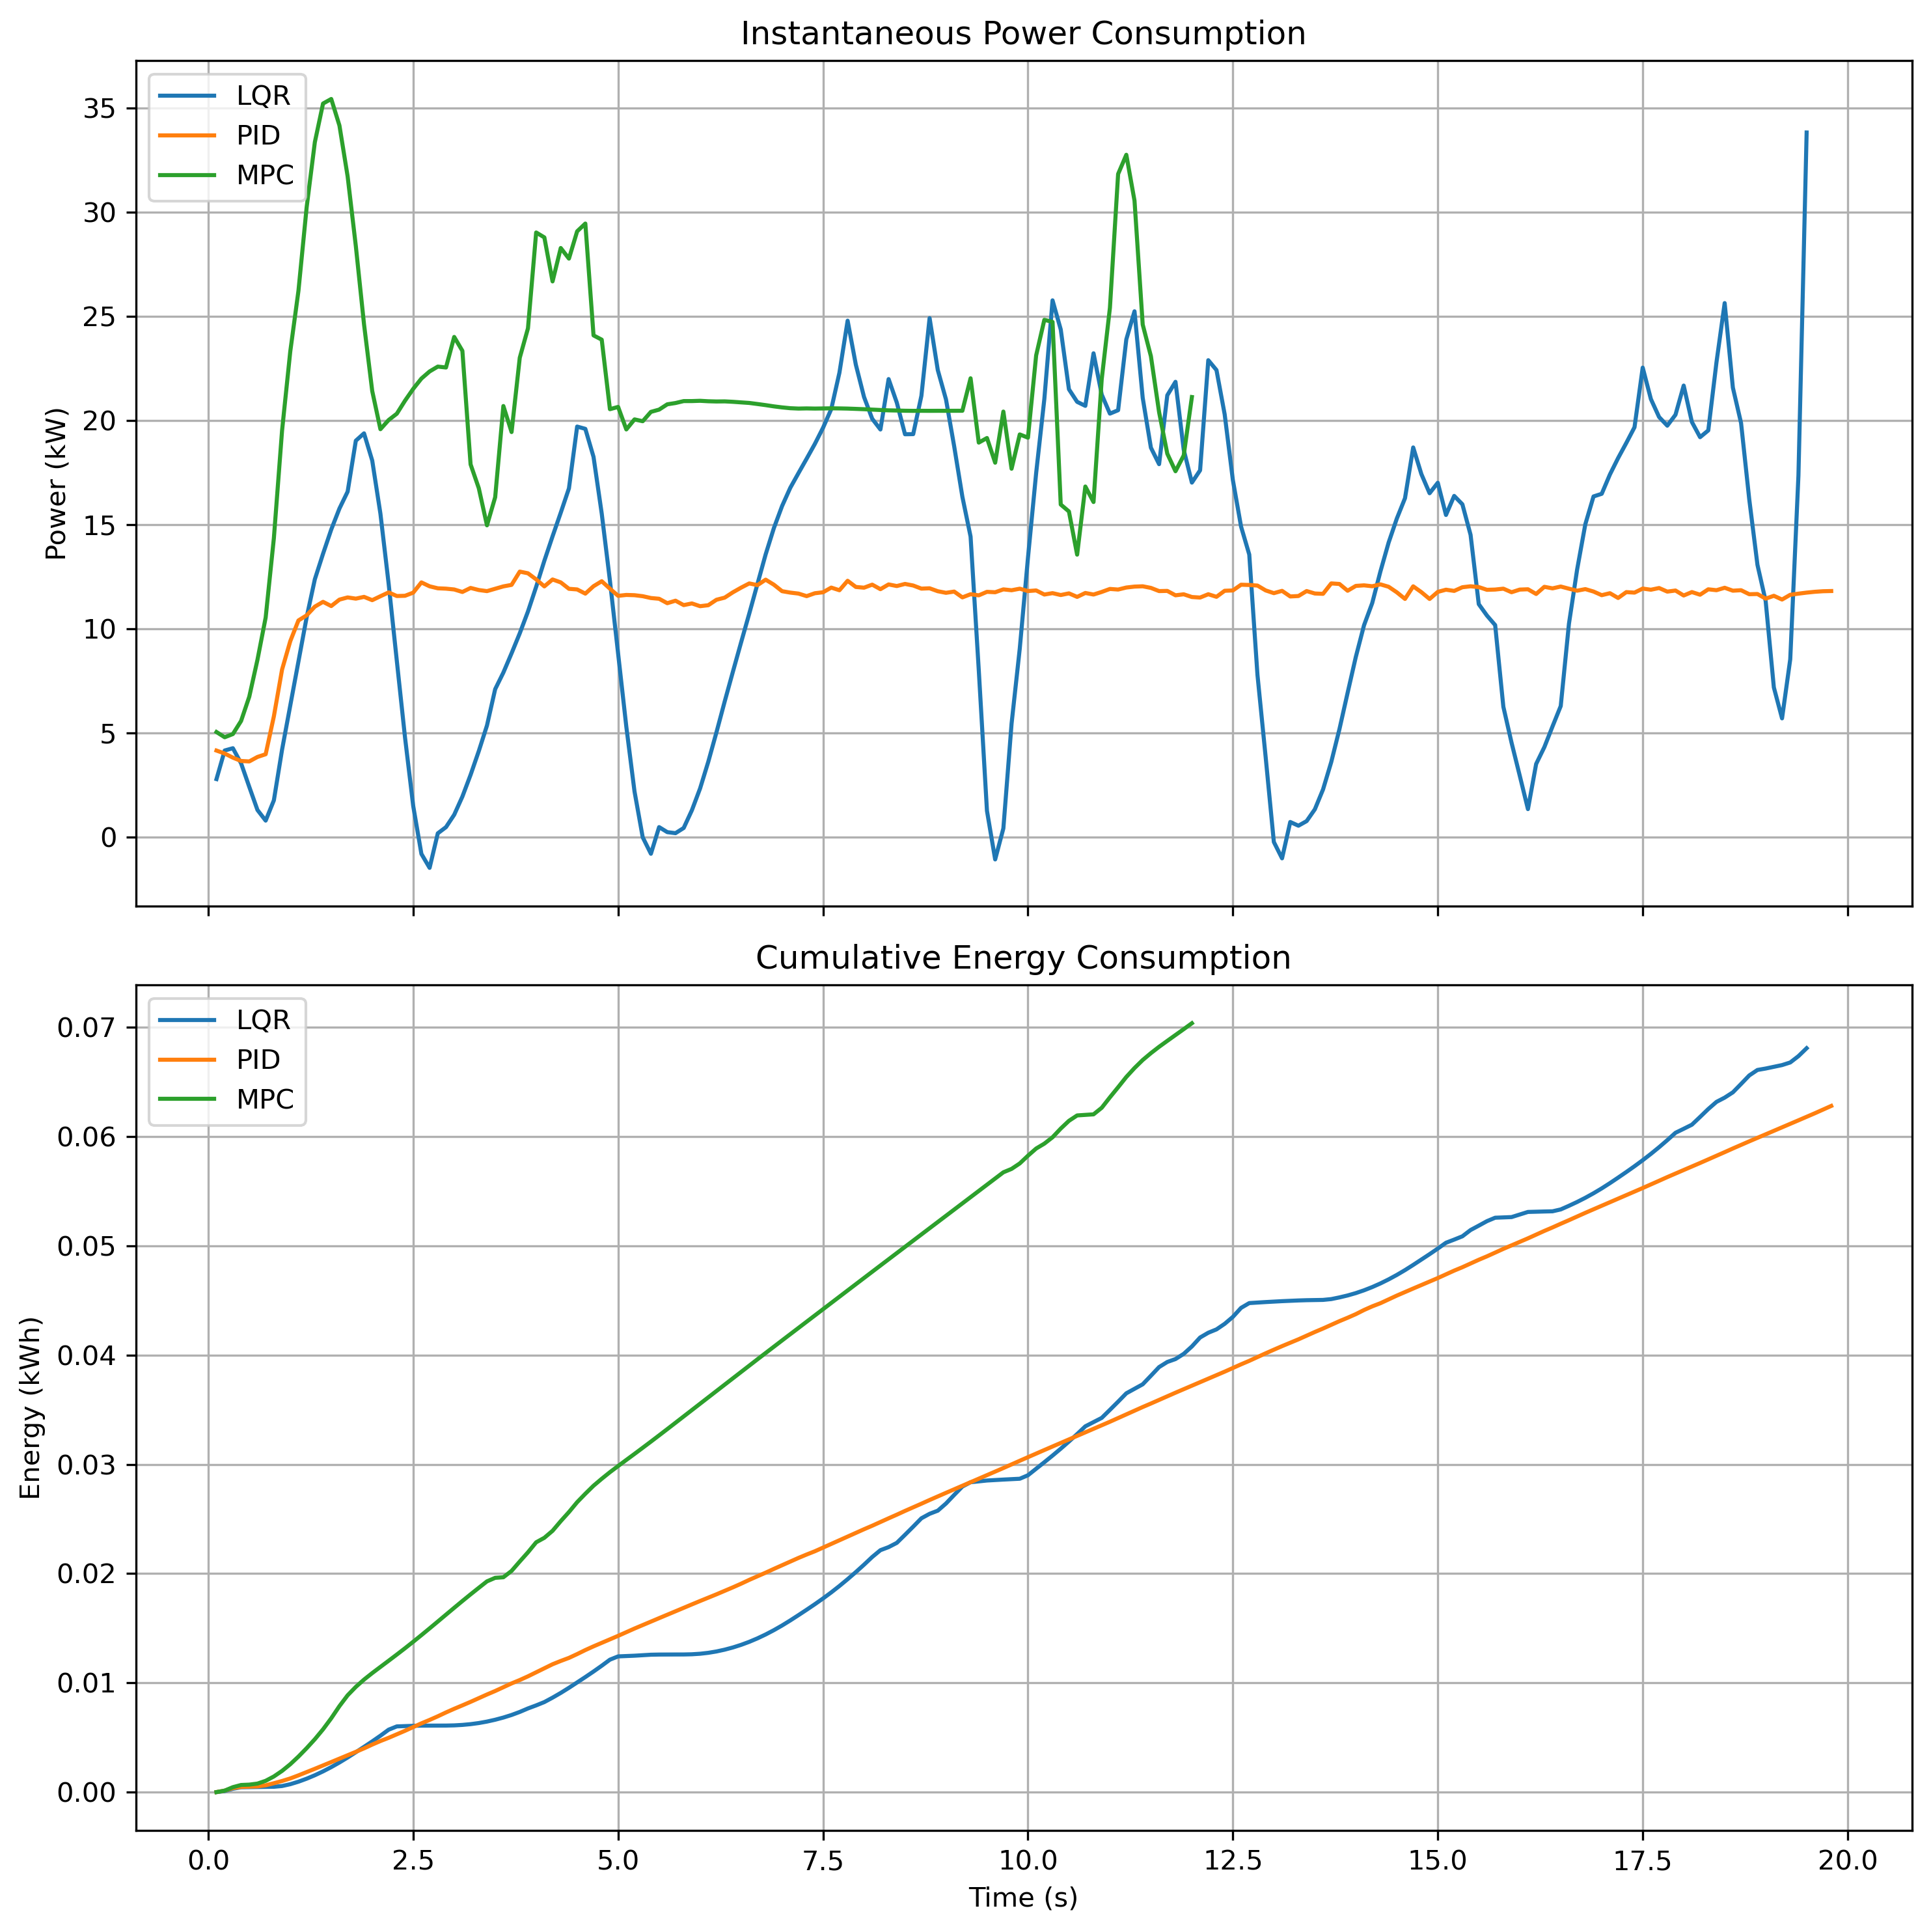 Instantaneous Power Consumption
LQR
PID
MPC
35
30
25
20
15
10
5
0
Power (kW)
Cumulative Energy Consumption
LQR
PID
MPC
0.07
0.06
0.05
0.04
0.03
0.02
0.01
0.00
Energy (kWh)
0.0 2.5 5.0 7.5 10.0 12.5 15.0 17.5 20.0
Time (s)